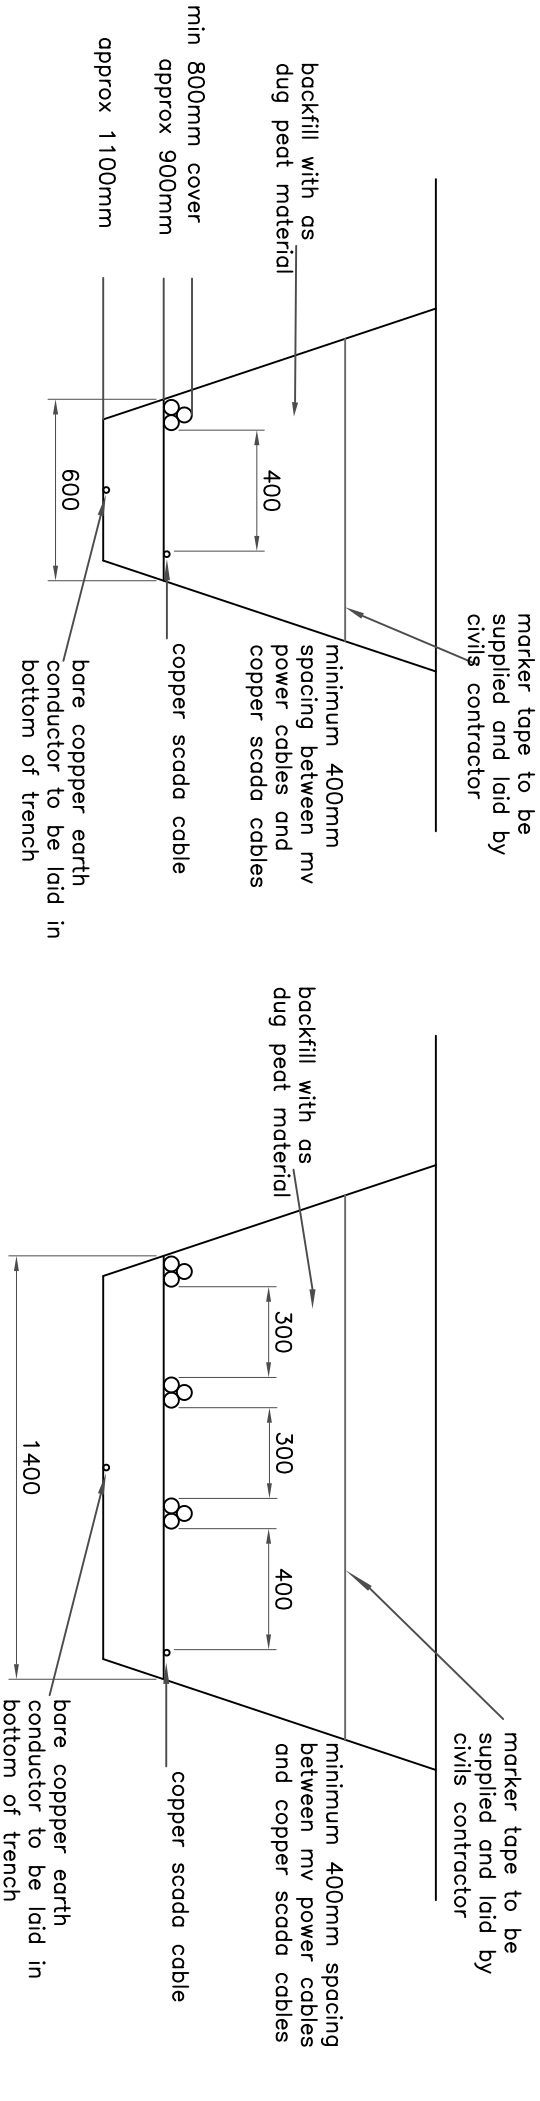 marker tape to be
supplied and laid by
civils contractor
backfill with as
dug peat material
min 800mm cover
approx 900mm
approx 1100mm
400
600
minimum 400mm
spacing between mv
power cables and
copper scada cables
copper scada cable
bare coppper earth
conductor to be laid in
bottom of trench
marker tape to be
supplied and laid by
civils contractor
backfill with as
dug peat material
300
300
400
1400
minimum 400mm spacing
between mv power cables
and copper scada cables
copper scada cable
bare coppper earth
conductor to be laid in
bottom of trench